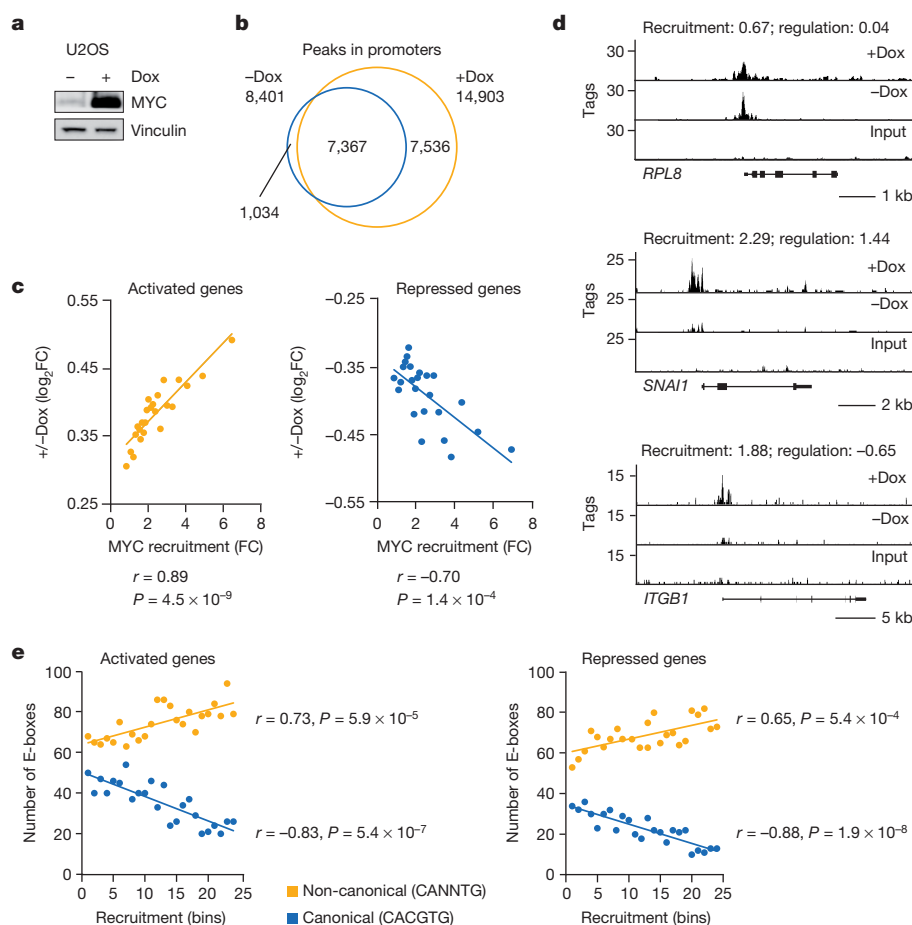 a
U2OS
– + Dox
MYC
Vinculin
b
Peaks in promoters
–Dox
8,401
+Dox
14,903
7,367
7,536
1,034
c
Activated genes
+/–Dox (log2FC)
0.55
0.45
0.35
0.25
0 2 4 6 8
MYC recruitment (FC)
r = 0.89
P = 4.5 × 10–9
Repressed genes
+/–Dox (log2FC)
–0.25
–0.35
–0.45
–0.55
0 2 4 6 8
MYC recruitment (FC)
r = –0.70
P = 1.4 × 10–4
d
Recruitment: 0.67; regulation: 0.04
Tags
30
+Dox
30
–Dox
30
Input
RPL8
1 kb
Recruitment: 2.29; regulation: 1.44
Tags
25
+Dox
25
–Dox
25
Input
SNAI1
2 kb
Recruitment: 1.88; regulation: –0.65
Tags
15
+Dox
15
–Dox
15
Input
ITGB1
5 kb
e
Activated genes
Number of E-boxes
100
80
60
40
20
0
0 5 10 15 20 25
Recruitment (bins)
r = 0.73, P = 5.9 × 10–5
r = –0.83, P = 5.4 × 10–7
Non-canonical (CANNTG)
Canonical (CACGTG)
Repressed genes
Number of E-boxes
100
80
60
40
20
0
0 5 10 15 20 25
Recruitment (bins)
r = 0.65, P = 5.4 × 10–4
r = –0.88, P = 1.9 × 10–8